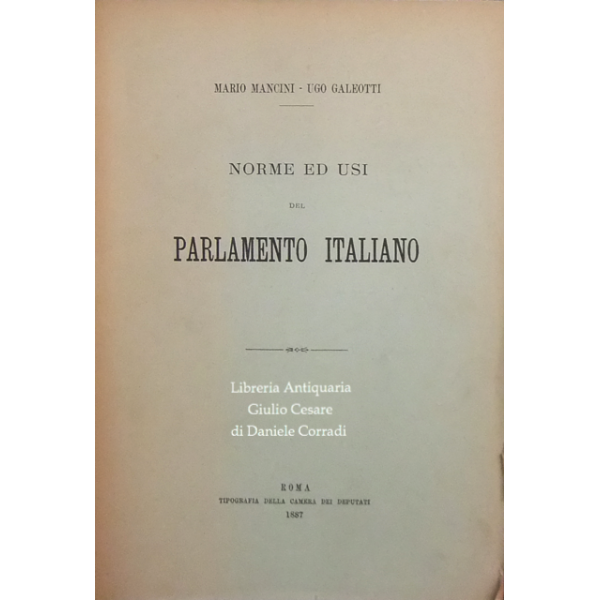 MARIO MANCINI - UGO GALEOTTI
NORME ED USI
DEL
PARLAMENTO ITALIANO
Libreria Antiquaria
Giulio Cesare
di Daniele Corradi
ROMA
TIPOGRAFIA DELLA CAMERA DEI DEPUTATI
1887